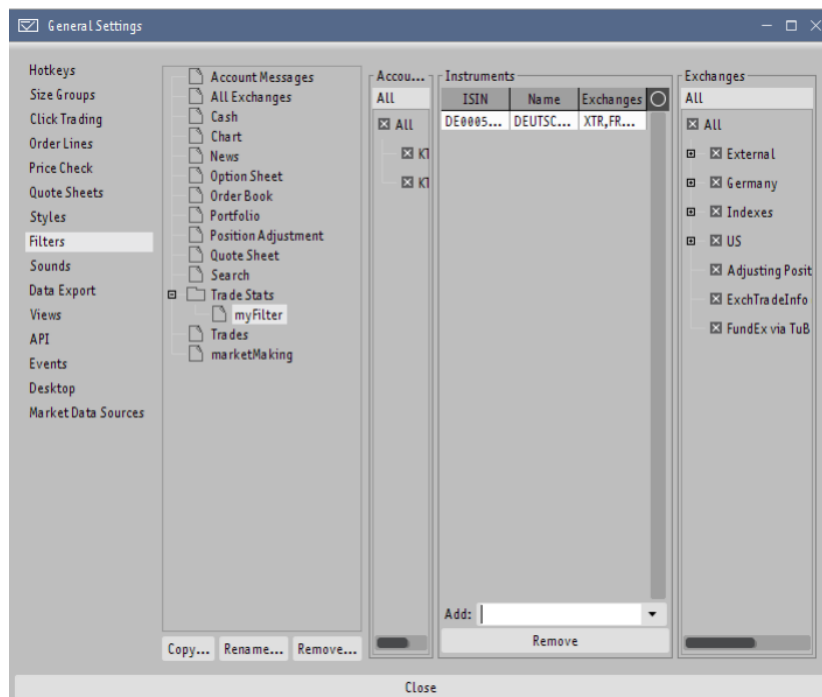 General Settings
Hotkeys
Size Groups
Click Trading
Order Lines
Price Check
Quote Sheets
Styles
Filters
Sounds
Data Export
Views
API
Events
Desktop
Market Data Sources
Account Messages
All Exchanges
Cash
Chart
News
Option Sheet
Order Book
Portfolio
Position Adjustment
Quote Sheet
Search
Trade Stats
myFilter
Trades
marketMaking
Copy... Rename... Remove...
Accou...
All
All
KT
KT
Instruments
ISIN Name Exchanges
DE0005... DEUTSC... XTR,FR...
Add:
Remove
Exchanges
All
All
External
Germany
Indexes
US
Adjusting Posit
ExchTradeInfo
FundEx via TuB
Close